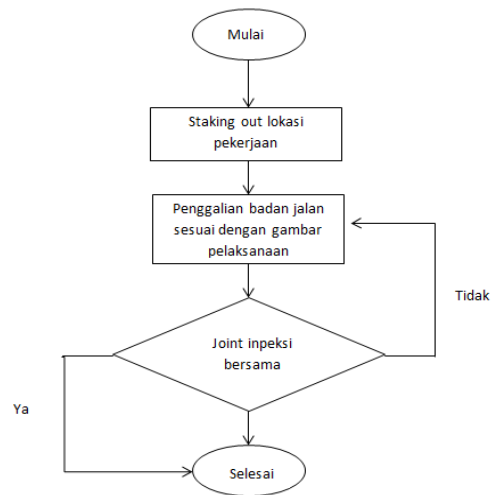 Mulai
Staking out lokasi
pekerjaan
Penggalian badan jalan
sesuai dengan gambar
pelaksanaan
Tidak
Joint inpeksi
bersama
Ya
Selesai